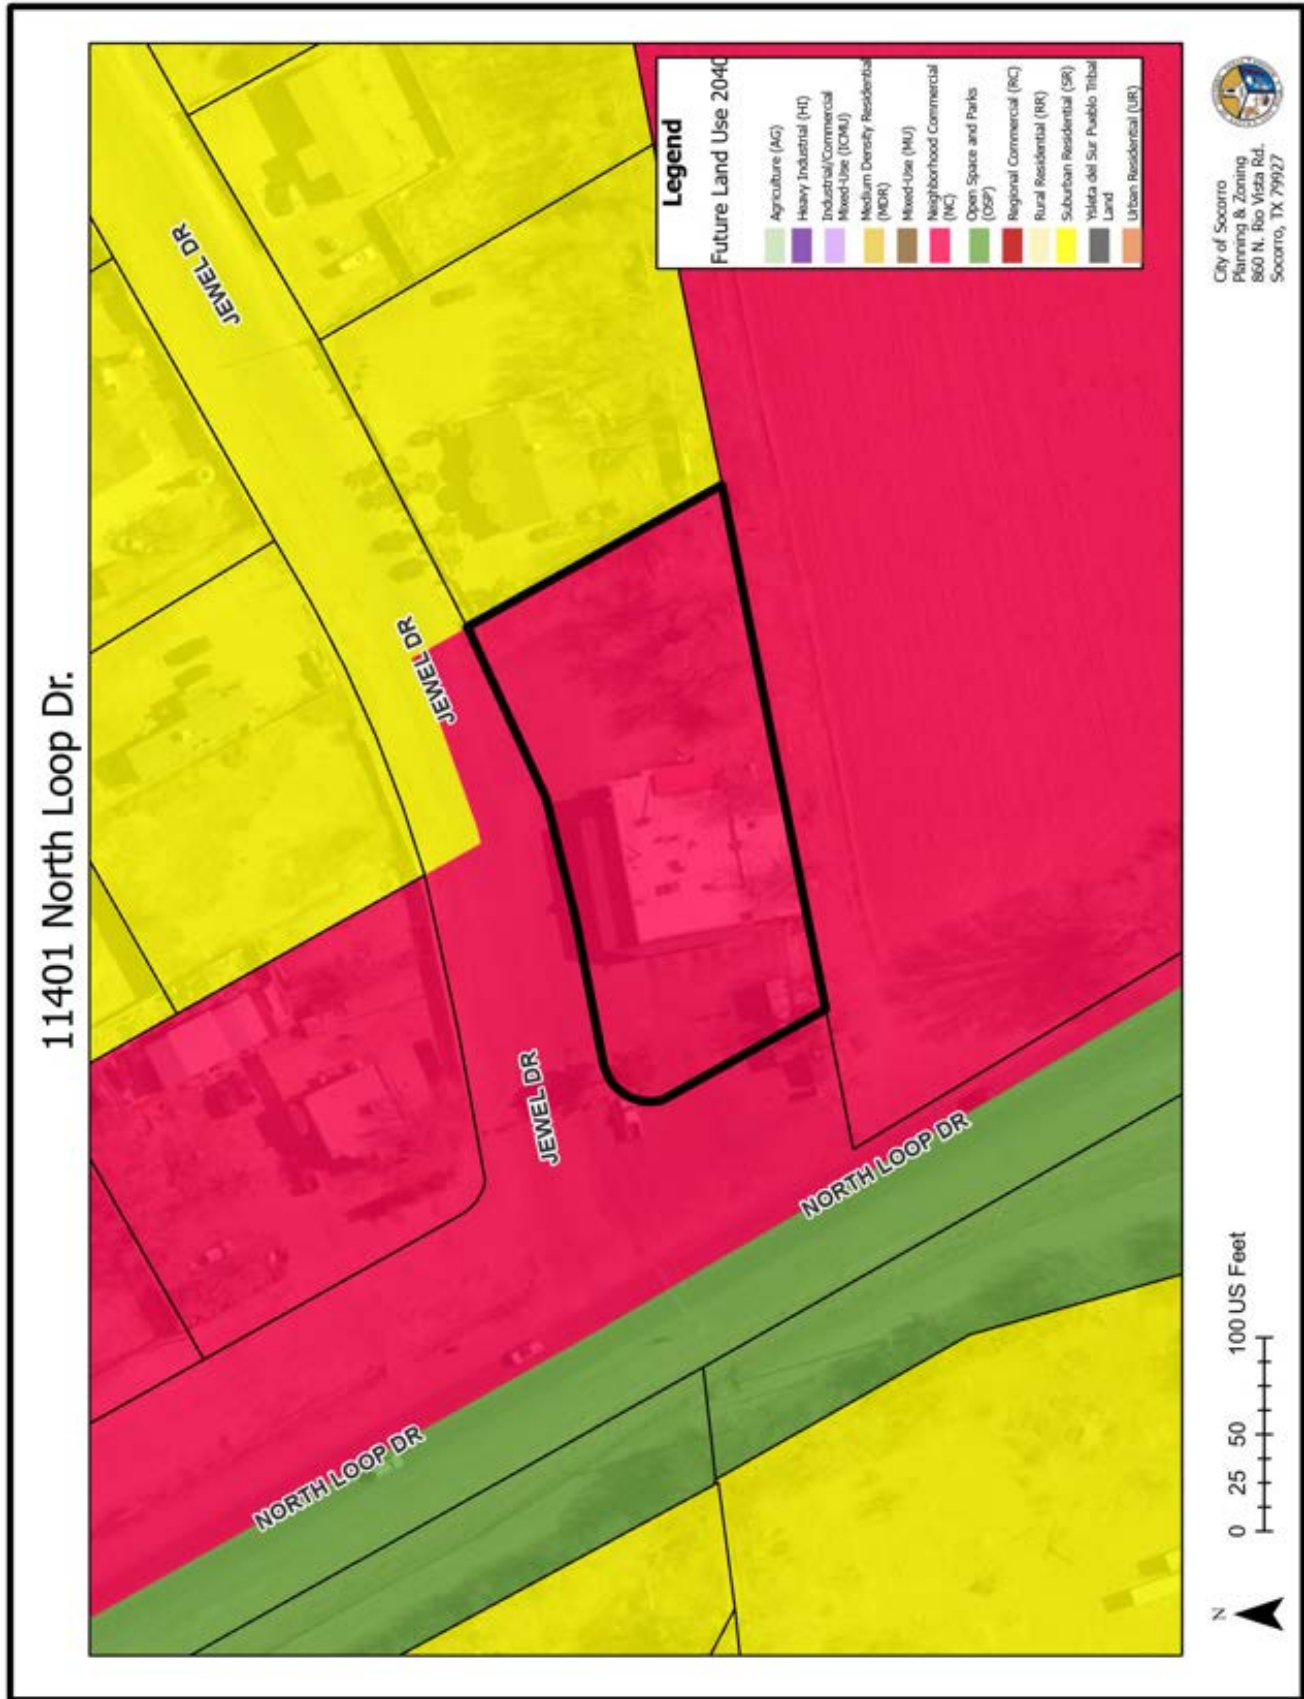 11401 North Loop Dr.
JEWEL DR
JEWEL DR
JEWEL DR
NORTH LOOP DR
NORTH LOOP DR
Legend
Future Land Use 2040
Agriculture (AG)
Heavy Industrial (HI)
Industrial/Commercial
Mixed-Use (ICMU)
Medium Density Residential
(MDR)
Mixed-Use (MU)
Neighborhood Commercial
(NC)
Open Space and Parks
(OSP)
Regional Commercial (RC)
Rural Residential (RR)
Suburban Residential (SR)
Ysleta del Sur Pueblo Tribal
Land
Urban Residential (UR)
N
0 25 50 100 US Feet
City of Socorro
Planning & Zoning
860 N. Rio Vista Rd.
Socorro, TX 79927